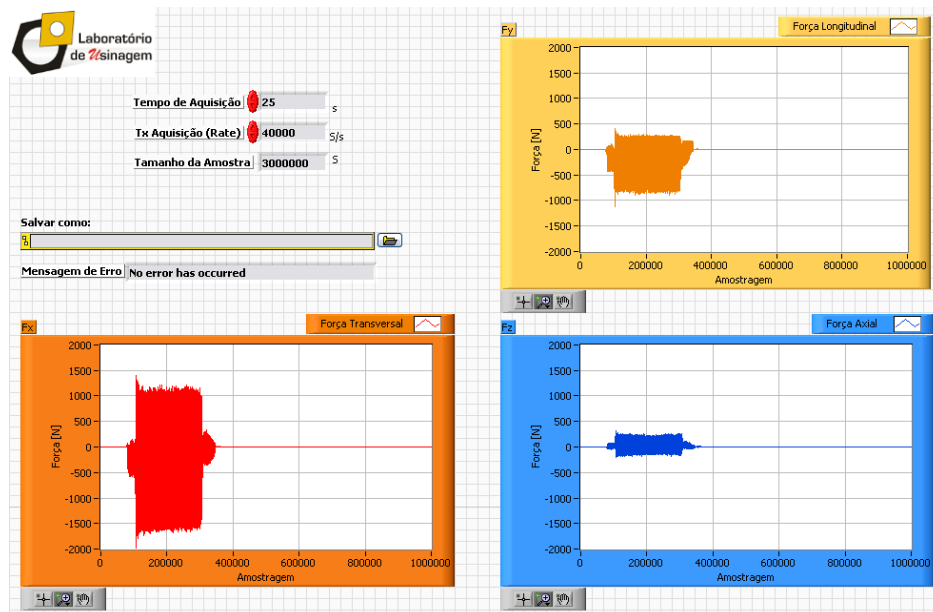 Laboratório
de Usinagem
Tempo de Aquisição 25 s
Tx Aquisição (Rate) 40000 S/s
Tamanho da Amostra 3000000 S
Salvar como:
Mensagem de Erro No error has occurred
Fy
Força Longitudinal
2000
1500
1000
500
0
-500
-1000
-1500
-2000
Força [N]
0 200000 400000 600000 800000 1000000
Amostragem
Fx
Força Transversal
2000
1500
1000
500
0
-500
-1000
-1500
-2000
Força [N]
0 200000 400000 600000 800000 1000000
Amostragem
Fz
Força Axial
2000
1500
1000
500
0
-500
-1000
-1500
-2000
Força [N]
0 200000 400000 600000 800000 1000000
Amostragem